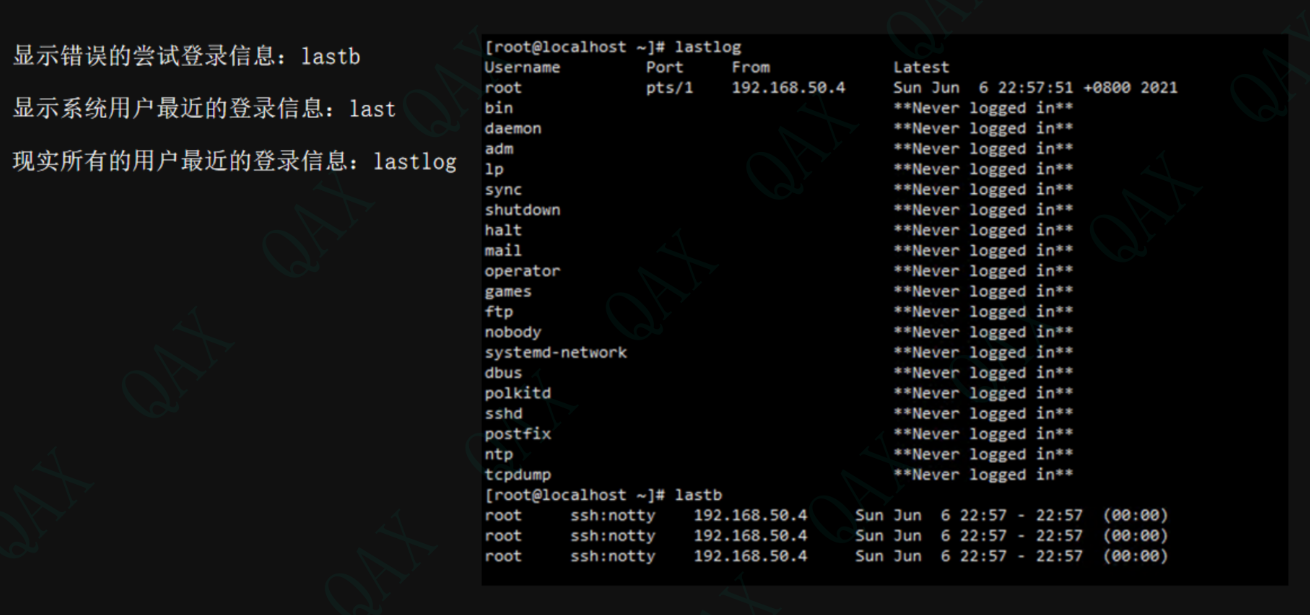 显示错误的尝试登录信息：lastb
显示系统用户最近的登录信息：last
现实所有的用户最近的登录信息：lastlog
[root@localhost ~]# lastlog
Username Port From Latest
root pts/1 192.168.50.4 Sun Jun 6 22:57:51 +0800 2021
bin **Never logged in**
daemon **Never logged in**
adm **Never logged in**
lp **Never logged in**
sync **Never logged in**
shutdown **Never logged in**
halt **Never logged in**
mail **Never logged in**
operator **Never logged in**
games **Never logged in**
ftp **Never logged in**
nobody **Never logged in**
systemd-network **Never logged in**
dbus **Never logged in**
polkitd **Never logged in**
sshd **Never logged in**
postfix **Never logged in**
ntp **Never logged in**
tcpdump **Never logged in**
[root@localhost ~]# lastb
root ssh:notty 192.168.50.4 Sun Jun 6 22:57 - 22:57 (00:00)
root ssh:notty 192.168.50.4 Sun Jun 6 22:57 - 22:57 (00:00)
root ssh:notty 192.168.50.4 Sun Jun 6 22:57 - 22:57 (00:00)
QAX
QAX
QAX
QAX
QAX
QAX
QAX
QAX
QAX
QAX